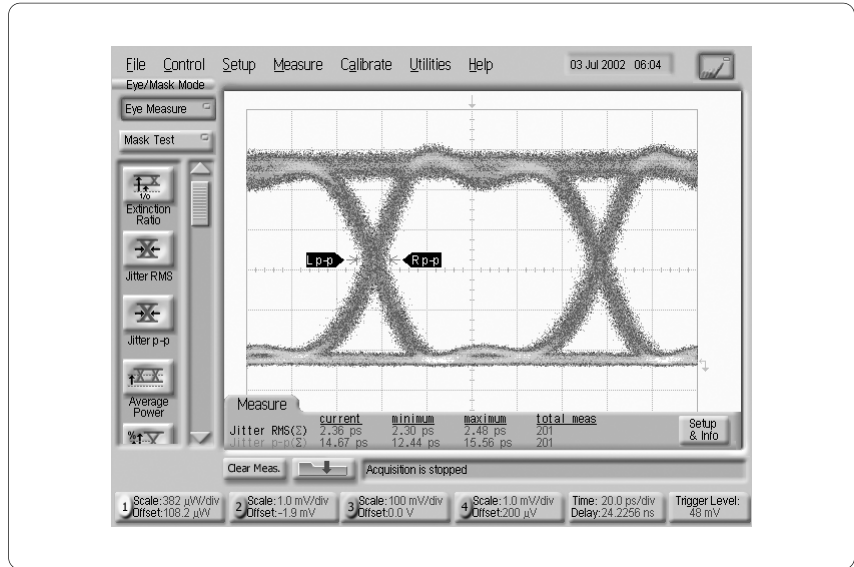 File Control Setup Measure Calibrate Utilities Help 03 Jul 2002 06:04
Eye/Mask Mode
Eye Measure
Mask Test
1/0
Extinction
Ratio
Jitter RMS
Jitter p-p
Average
Power
L p-p R p-p
Measure
current minimum maximum total meas
Jitter RMS(Σ) 2.36 ps 2.30 ps 2.48 ps 201
Jitter p-p(Σ) 14.67 ps 12.44 ps 15.56 ps 201
Setup
& Info
Clear Meas. Acquisition is stopped
1 Scale:382 µW/div
Offset:108.2 µW
2 Scale:1.0 mV/div
Offset:-1.9 mV
3 Scale:100 mV/div
Offset:0.0 V
4 Scale:1.0 mV/div
Offset:200 µV
Time: 20.0 ps/div
Delay:24.2256 ns
Trigger Level:
48 mV